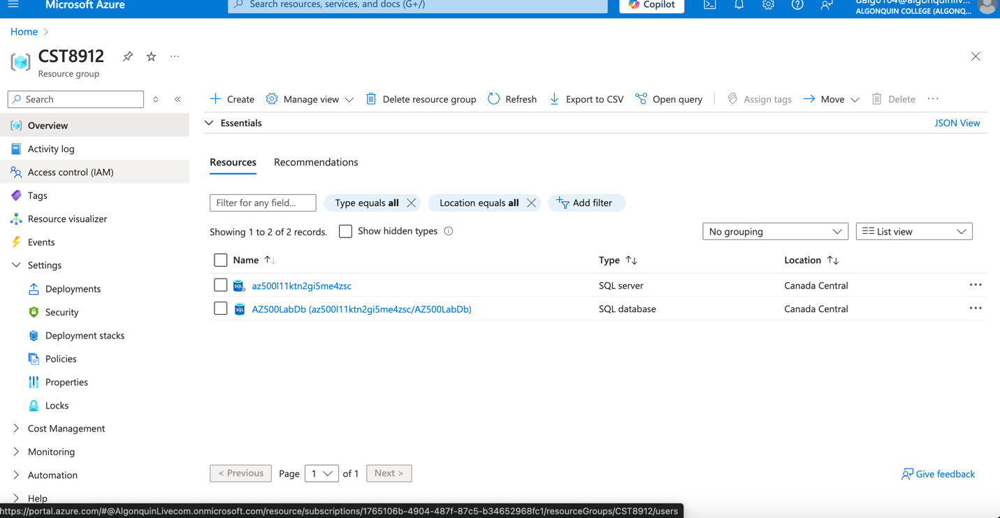 Microsoft Azure
Search resources, services, and docs (G+/)
Copilot
ALGONQUIN COLLEGE (ALGONQ...
Home
CST8912
Resource group
Search
Overview
Activity log
Access control (IAM)
Tags
Resource visualizer
Events
Settings
Deployments
Security
Deployment stacks
Policies
Properties
Locks
Cost Management
Monitoring
Automation
Help
Create
Manage view
Delete resource group
Refresh
Export to CSV
Open query
Assign tags
Move
Delete
Essentials
JSON View
Resources Recommendations
Filter for any field...
Type equals all
Location equals all
Add filter
Showing 1 to 2 of 2 records.
Show hidden types
No grouping
List view
Name Type Location
az500l11ktn2gi5me4zsc SQL server Canada Central
AZ500LabDb (az500l11ktn2gi5me4zsc/AZ500LabDb) SQL database Canada Central
< Previous Page 1 of 1 Next >
Give feedback
https://portal.azure.com/#@AlgonquinLivecom.onmicrosoft.com/resource/subscriptions/1765106b-4904-487f-87c5-b34652968fc1/resourceGroups/CST8912/users